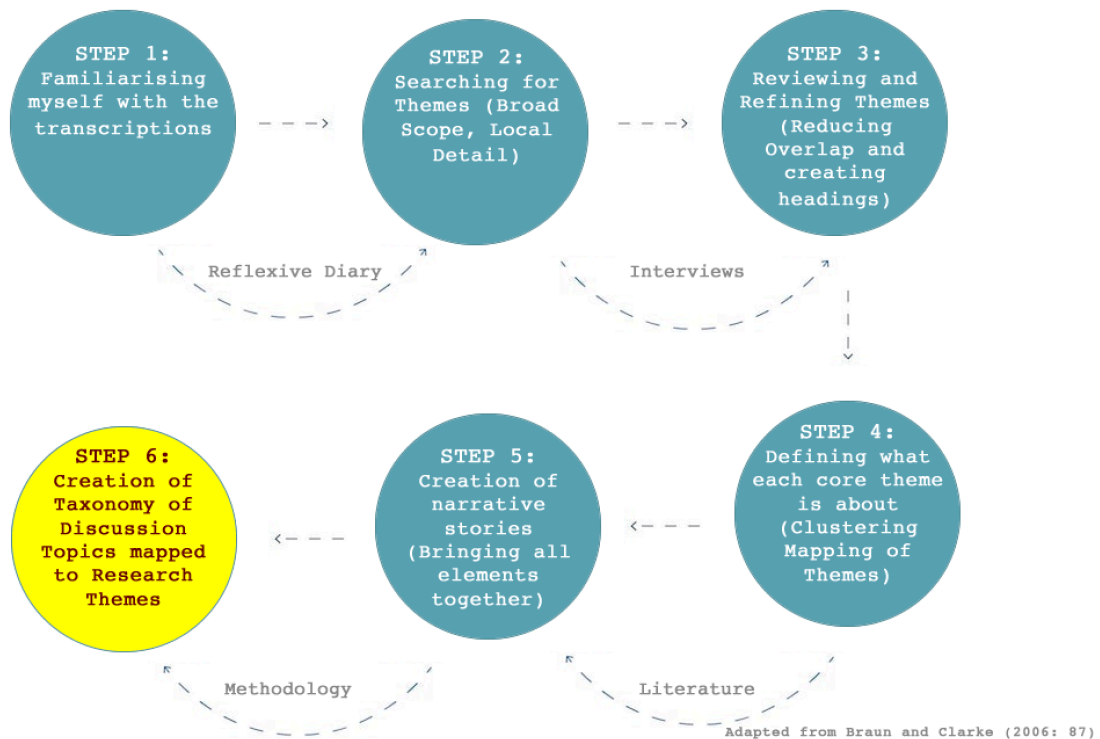 STEP 1:
Familiarising
myself with the
transcriptions
STEP 2:
Searching for
Themes (Broad
Scope, Local
Detail)
STEP 3:
Reviewing and
Refining Themes
(Reducing
Overlap and
creating
headings)
Reflexive Diary
Interviews
STEP 4:
Defining what
each core theme
is about
(Clustering
Mapping of
Themes)
STEP 5:
Creation of
narrative
stories
(Bringing all
elements
together)
STEP 6:
Creation of
Taxonomy of
Discussion
Topics mapped
to Research
Themes
Literature
Methodology
Adapted from Braun and Clarke (2006: 87)